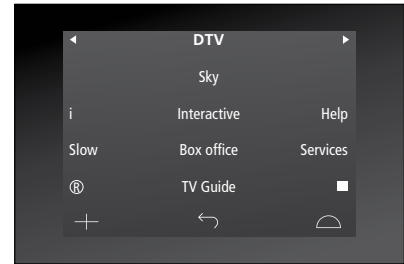 DTV
Sky
i Interactive Help
Slow Box office Services
® TV Guide